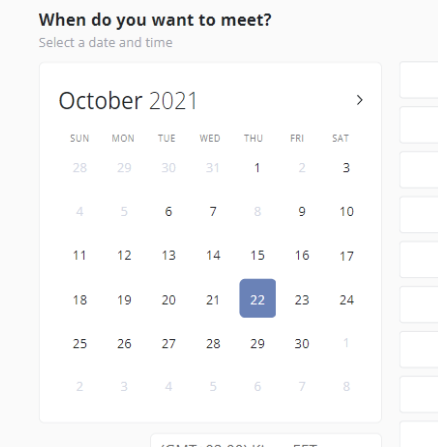 When do you want to meet?
Select a date and time
October 2021
SUN MON TUE WED THU FRI SAT
28 29 30 31 1 2 3
4 5 6 7 8 9 10
11 12 13 14 15 16 17
18 19 20 21 22 23 24
25 26 27 28 29 30 1
2 3 4 5 6 7 8